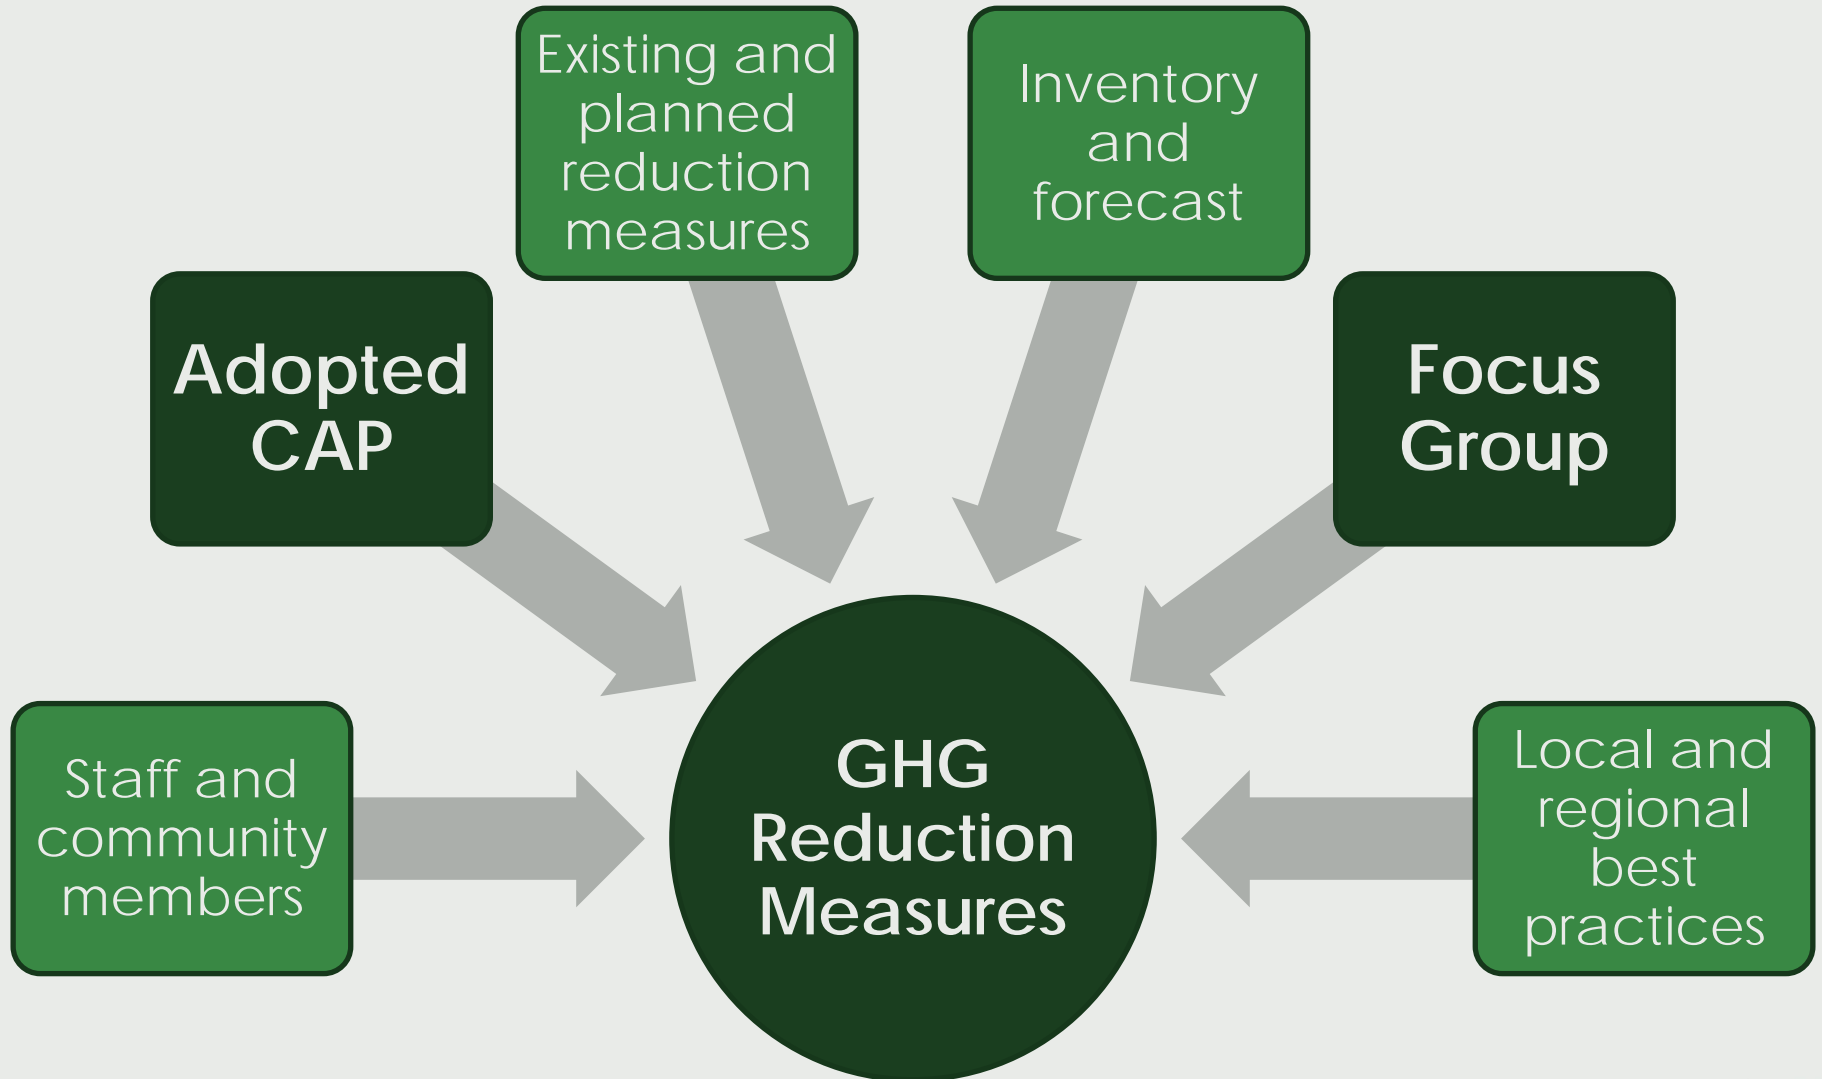 Existing and
planned
reduction
measures
Inventory
and
forecast
Adopted
CAP
Focus
Group
Staff and
community
members
GHG
Reduction
Measures
Local and
regional
best
practices